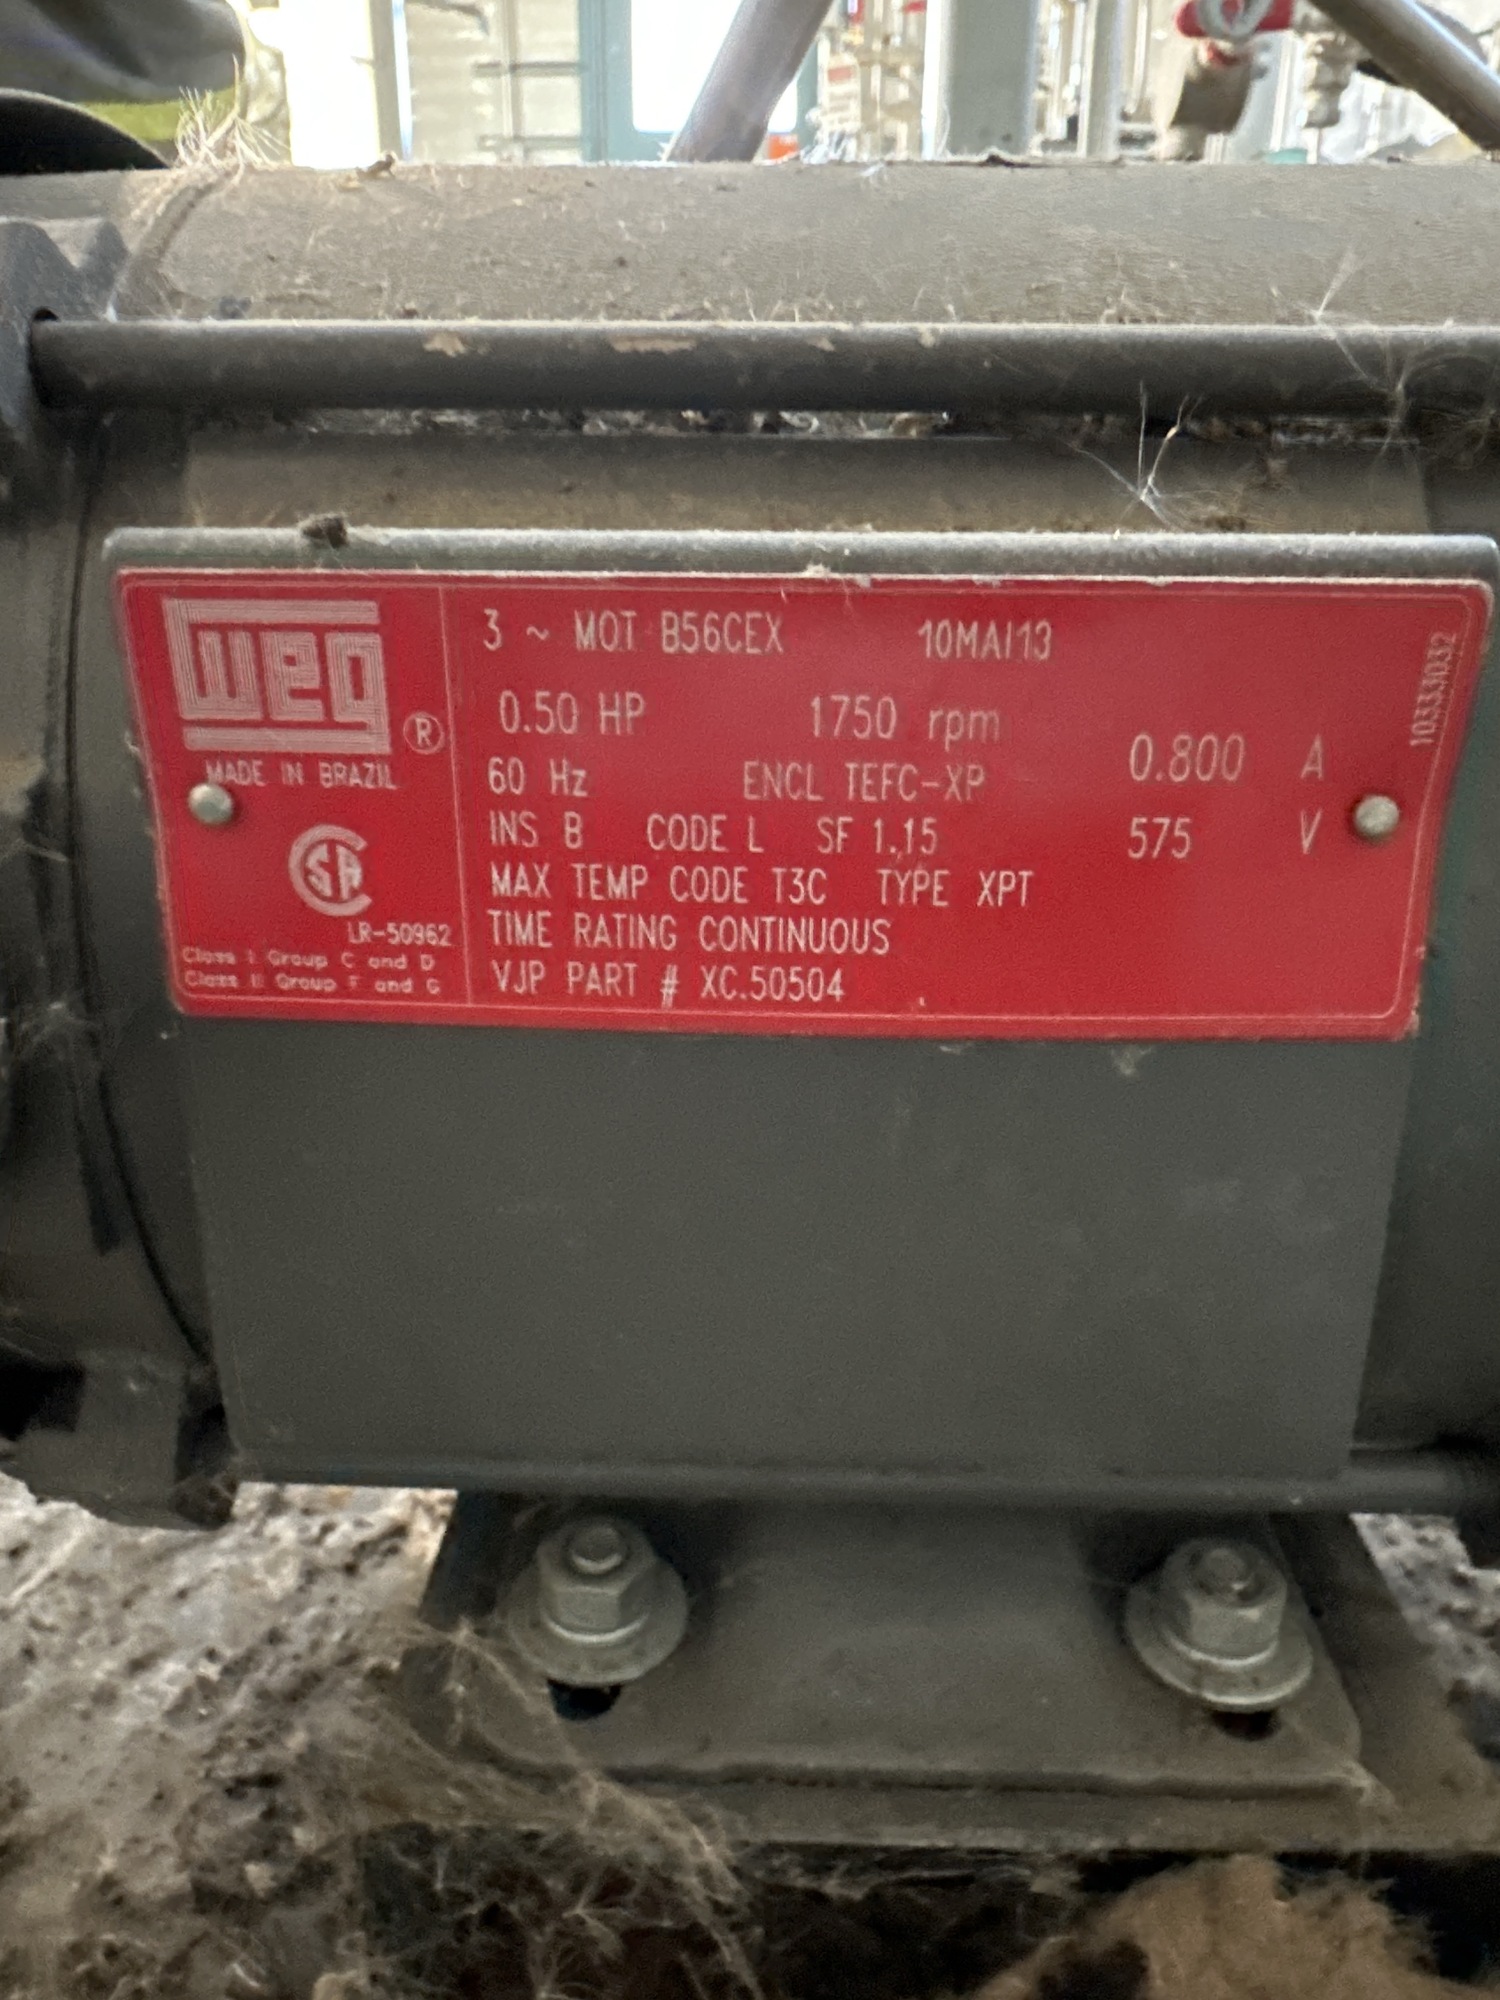 weg ®
MADE IN BRAZIL
CSA
LR-50962
Class I Group C and D
Class II Group F and G
3 ~ MOT B56CEX 10MAI13
0.50 HP 1750 rpm
60 Hz ENCL TEFC-XP 0.800 A
INS B CODE L SF 1.15 575 V
MAX TEMP CODE T3C TYPE XPT
TIME RATING CONTINUOUS
VJP PART # XC.50504
10333032